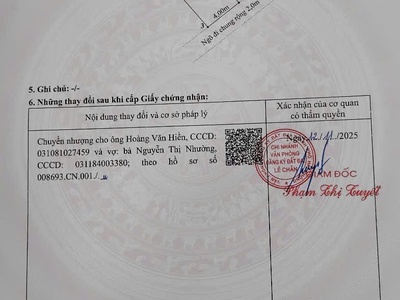 4,00m
3
Ngõ đi chung rộng 2,0m
5. Ghi chú: -/-
6. Những thay đổi sau khi cấp Giấy chứng nhận:
Nội dung thay đổi và cơ sở pháp lý
Xác nhận của cơ quan
có thẩm quyền
Chuyển nhượng cho ông Hoàng Văn Hiền, CCCD:
031081027459 và vợ: bà Nguyễn Thị Nhường,
CCCD: 031184003380; theo hồ sơ số
008693.CN.001./.
Ngày 12/11/2025
CHI NHÁNH
VĂN PHÒNG
ĐĂNG KÝ ĐẤT ĐAI
LÊ CHÂN
GIÁM ĐỐC
Phạm Thị Tuyết